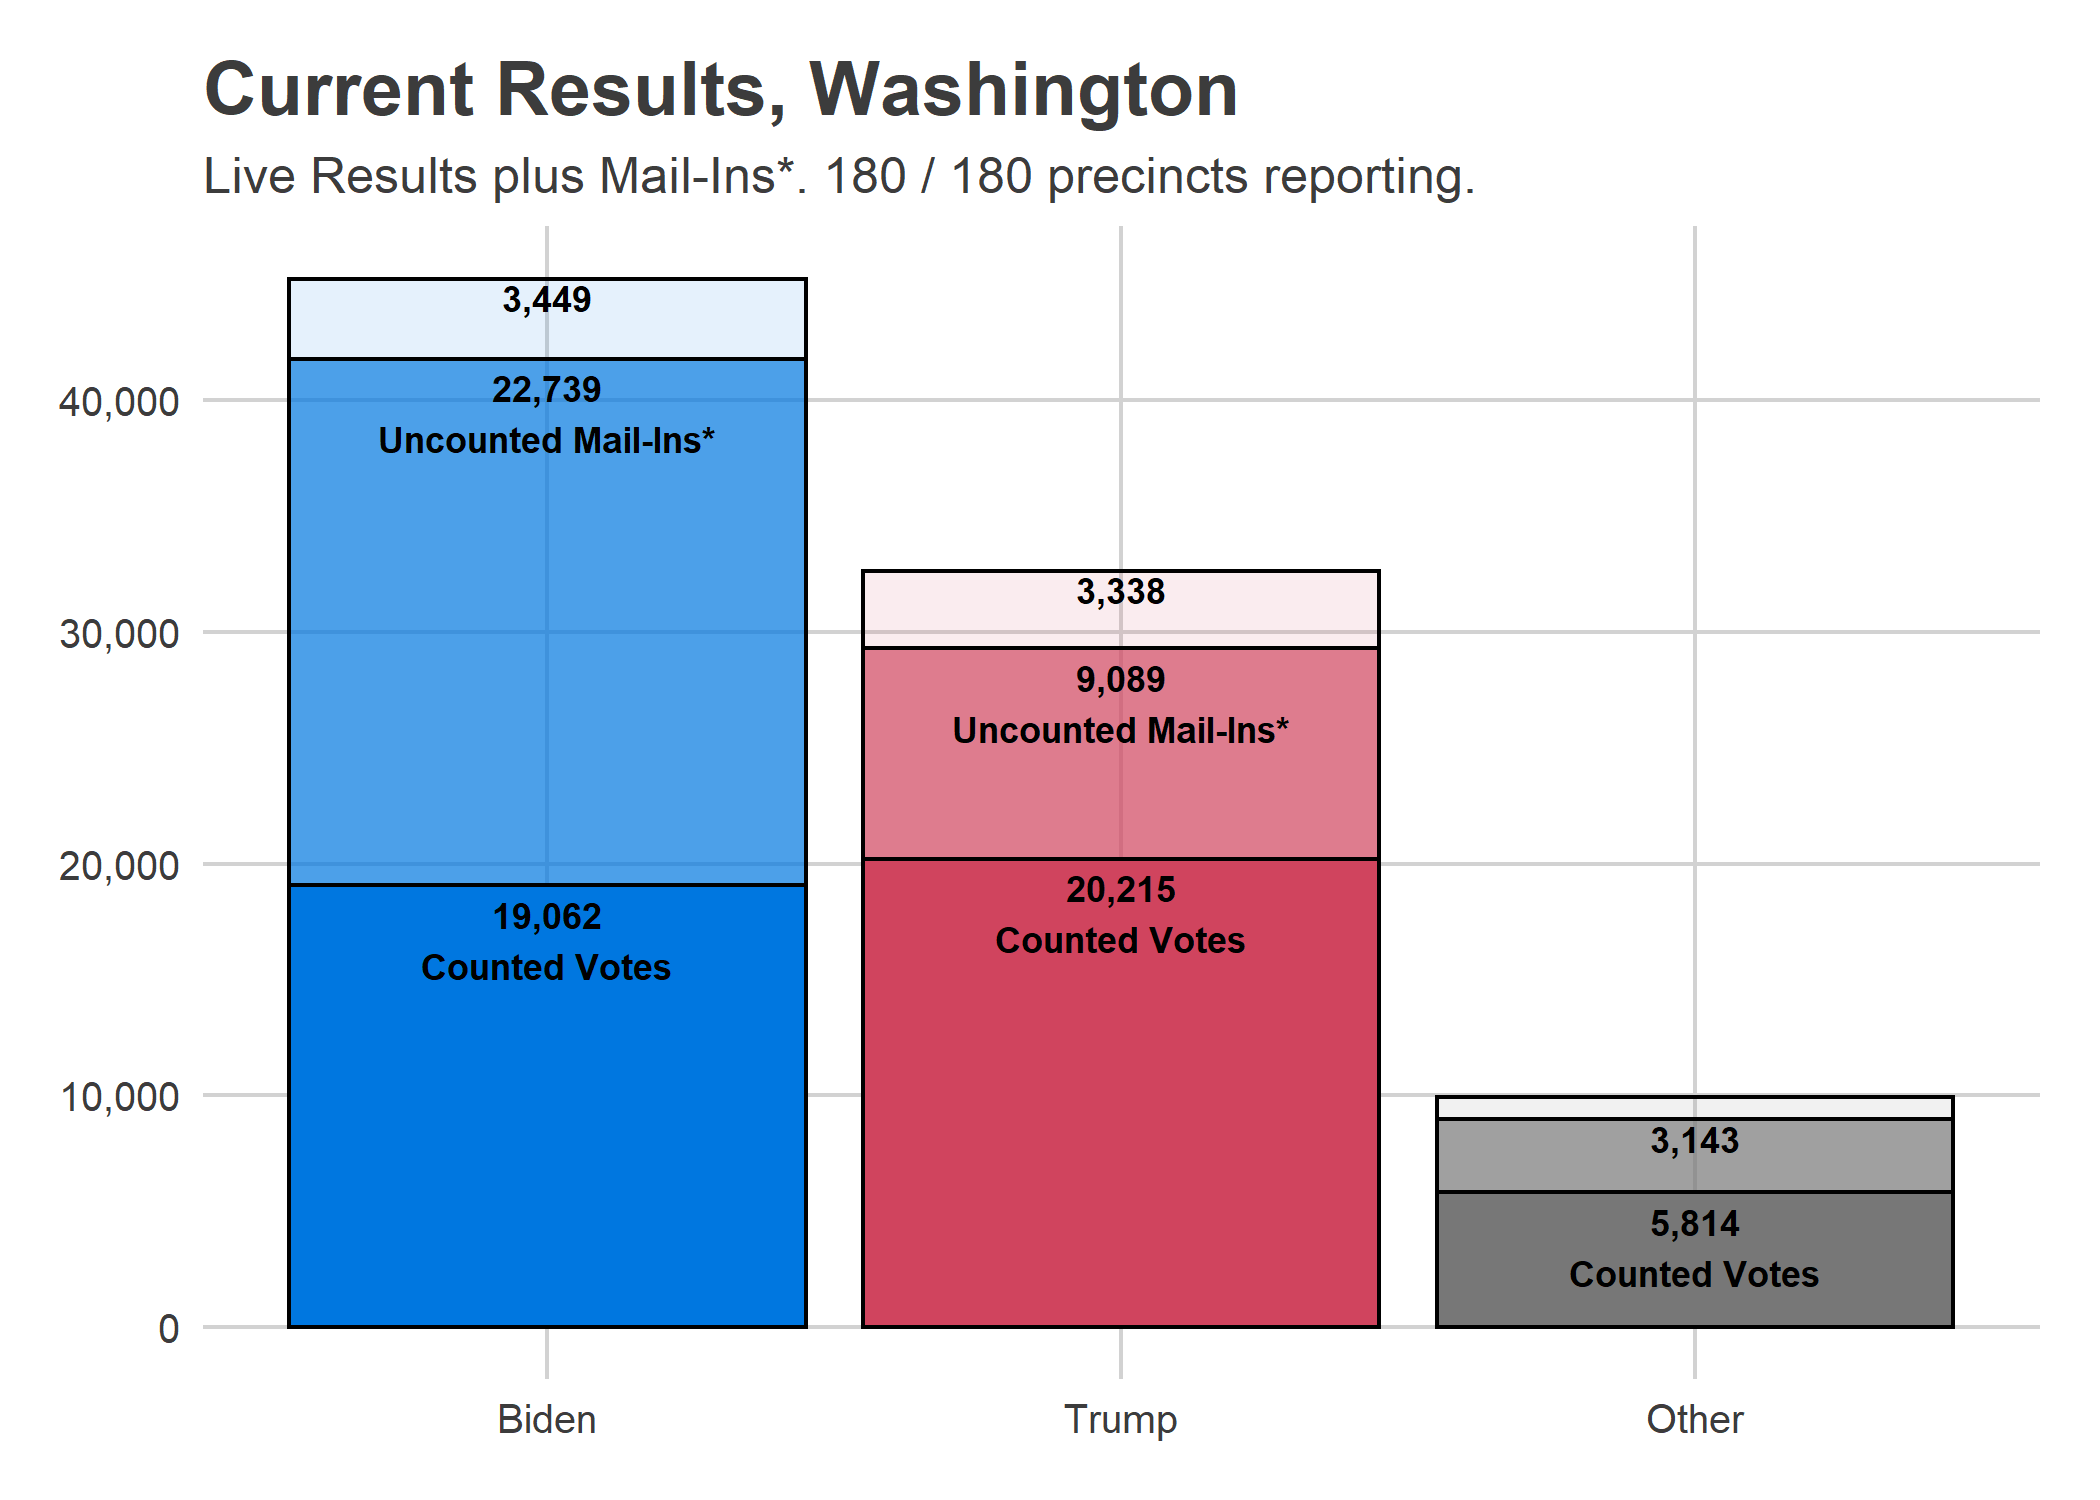 Current Results, Washington
Live Results plus Mail-Ins*. 180 / 180 precincts reporting.
3,449
22,739
Uncounted Mail-Ins*
19,062
Counted Votes
3,338
9,089
Uncounted Mail-Ins*
20,215
Counted Votes
3,143
5,814
Counted Votes
40,000
30,000
20,000
10,000
0
Biden
Trump
Other